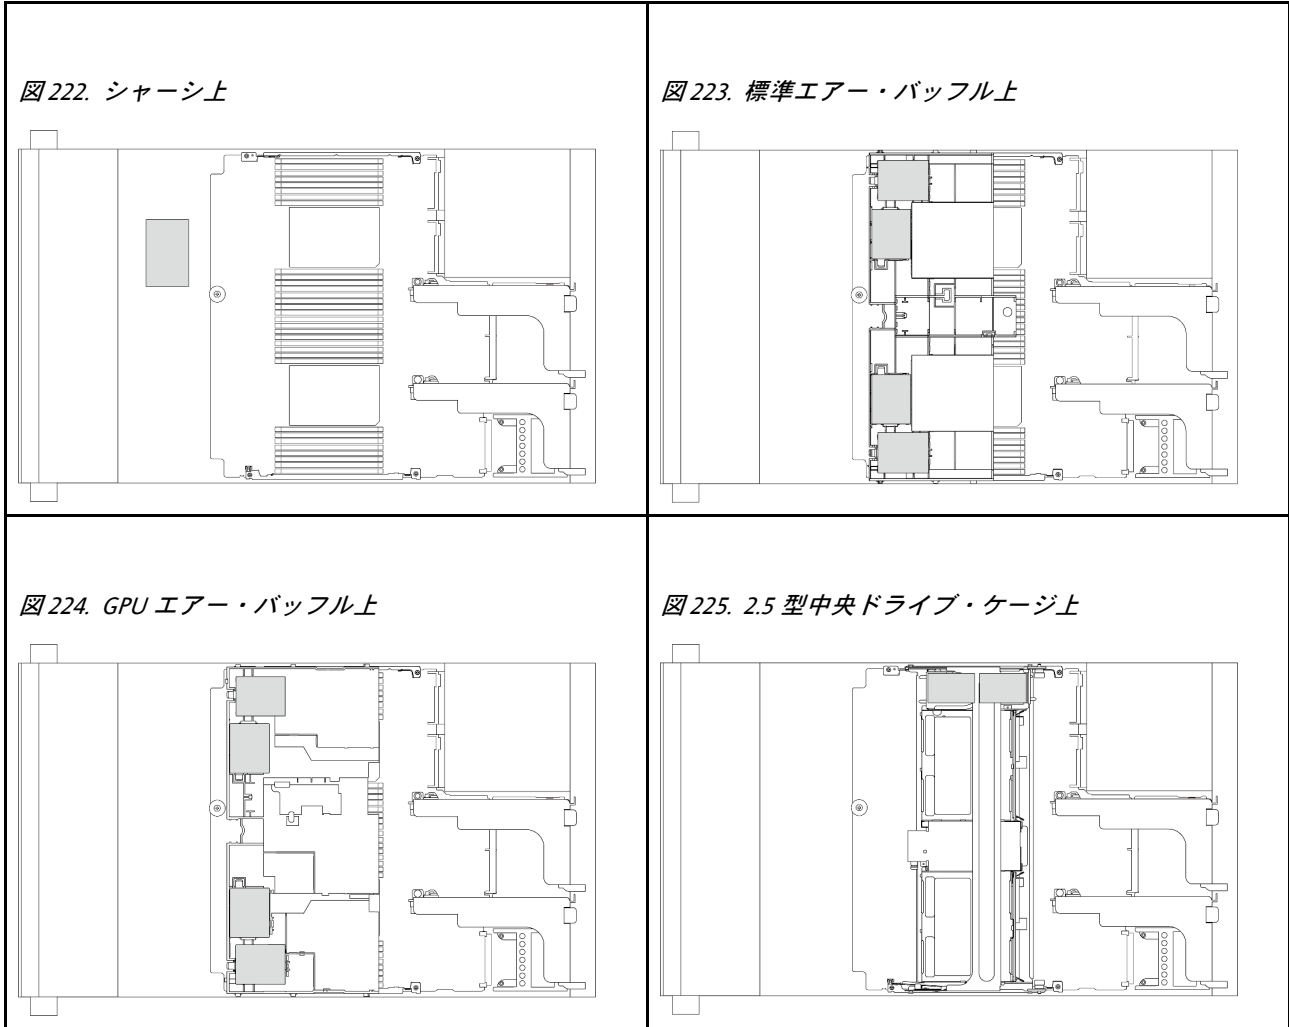 図 222. シャーシ上
図 223. 標準エアー・バッフル上
図 224. GPU エアー・バッフル上
図 225. 2.5 型中央ドライブ・ケージ上